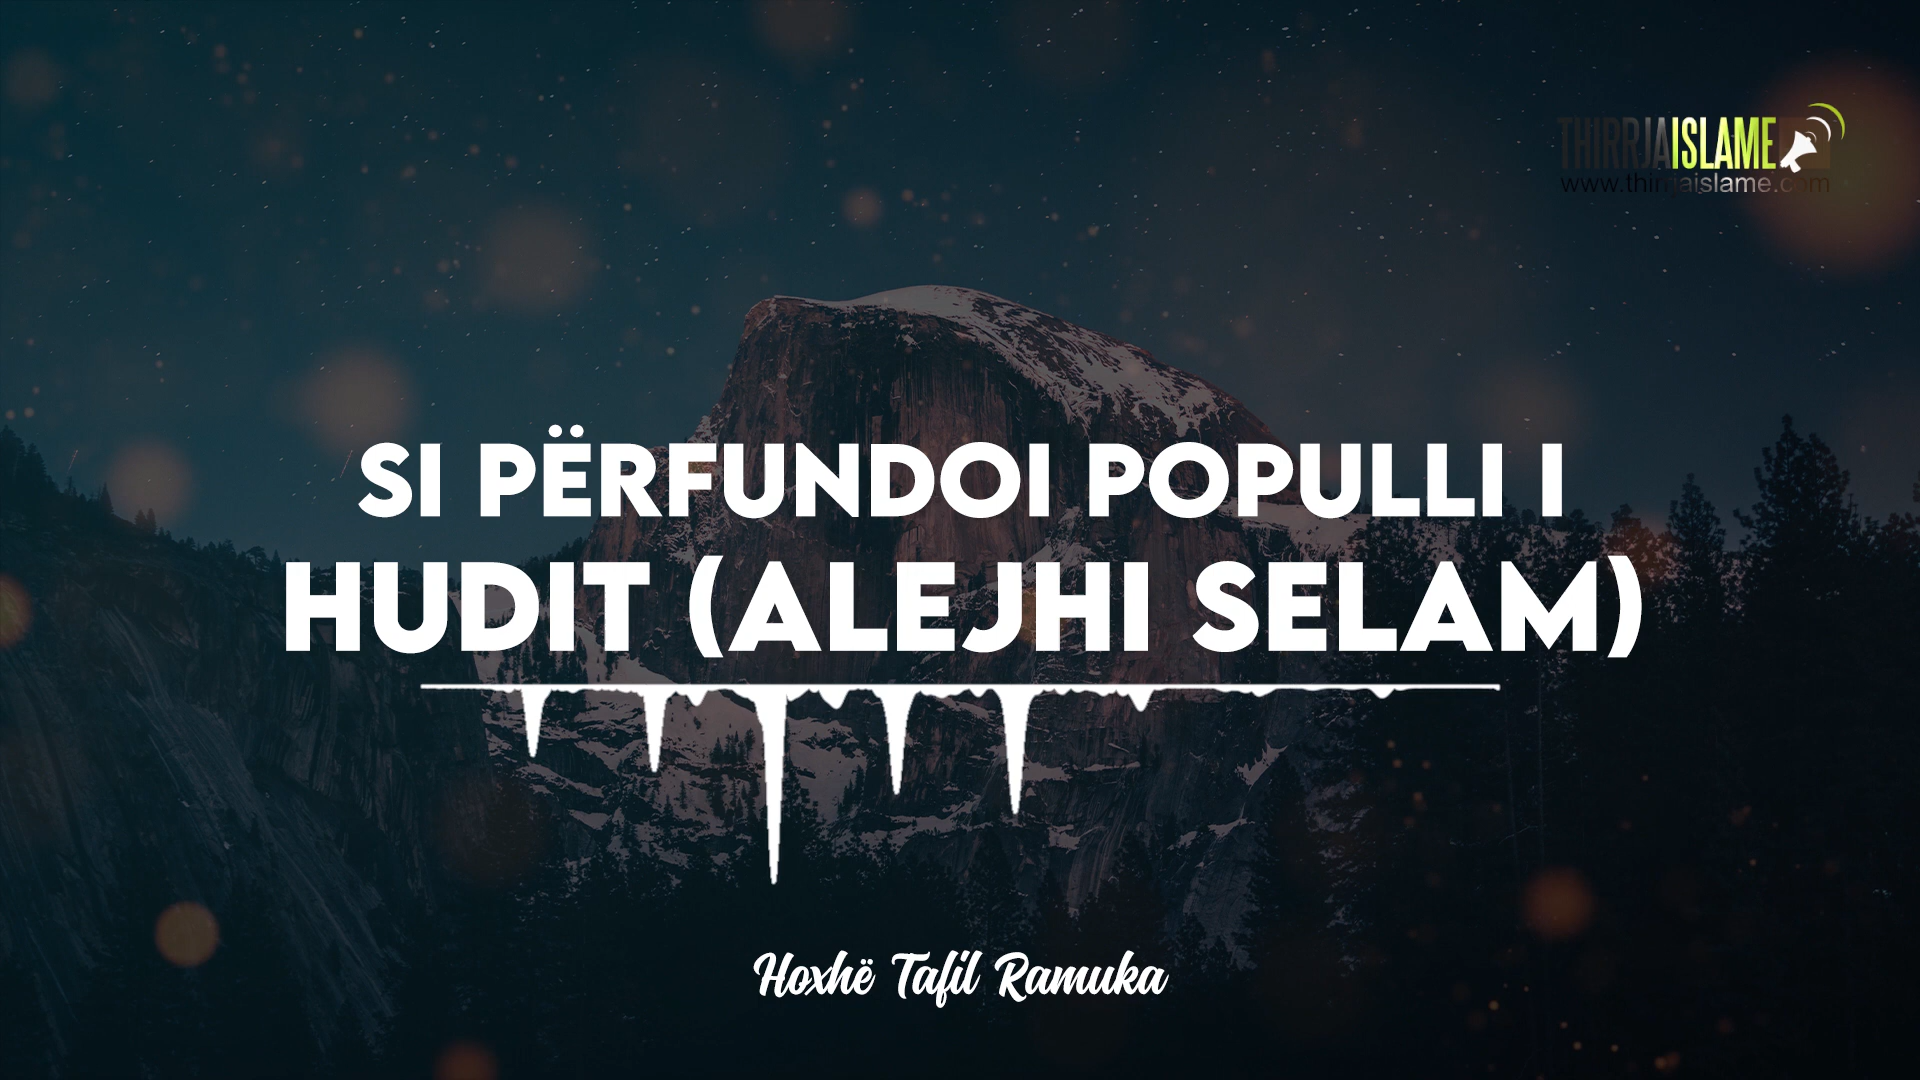 THIRRJAISLAME
www.thirrjaislame.com
SI PËRFUNDOI POPULLI I
HUDIT (ALEJHI SELAM)
Hoxhë Tafil Ramuka